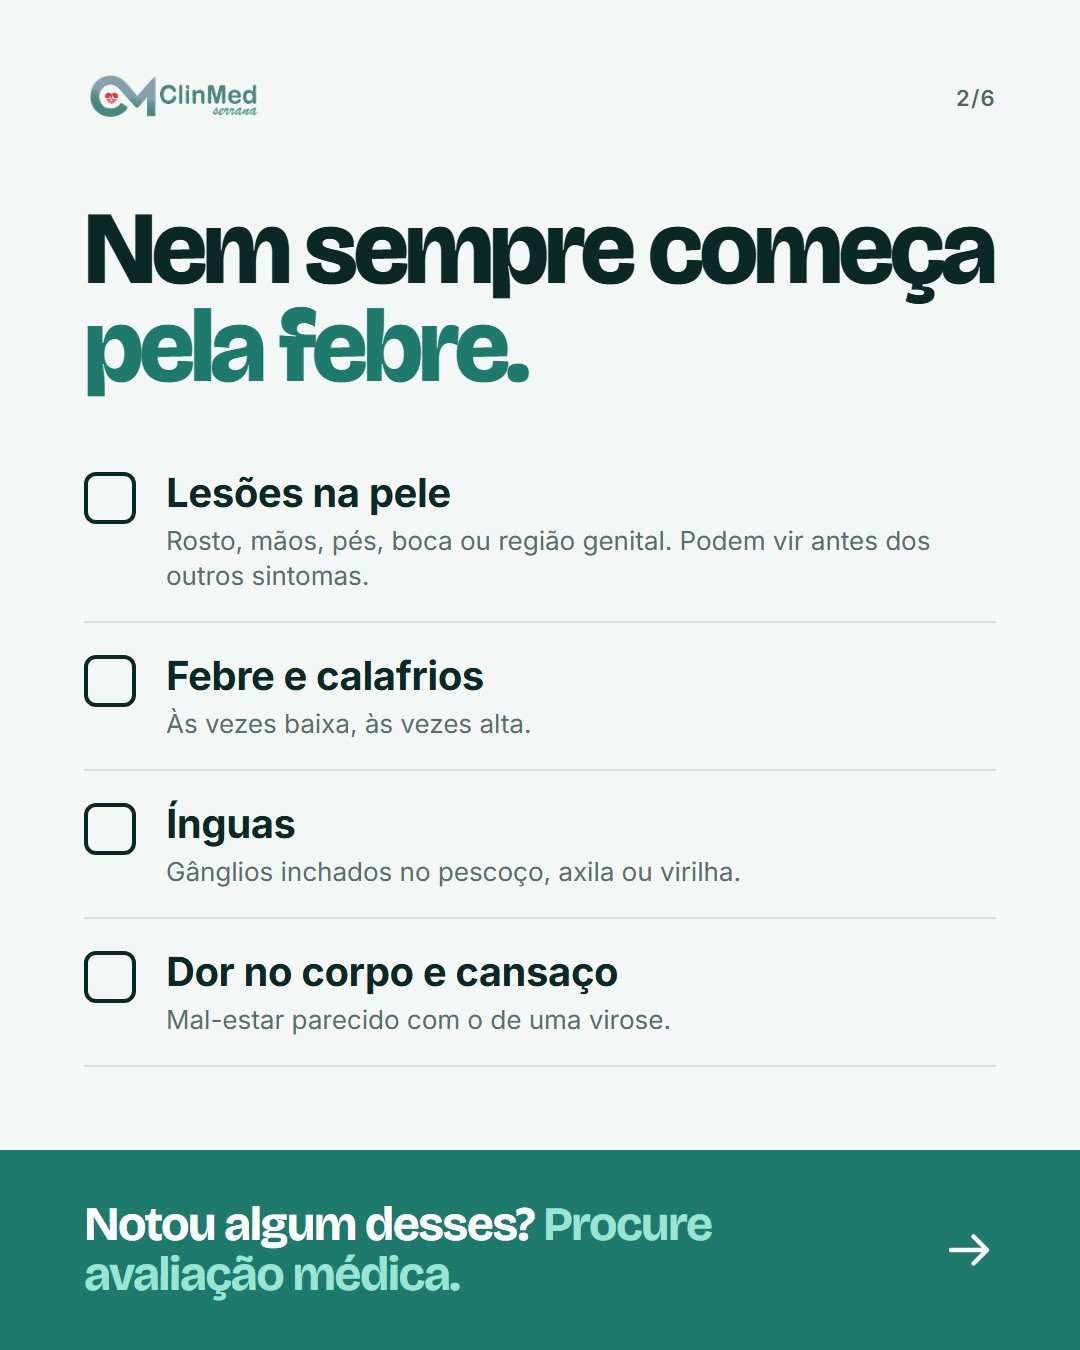 CM ClinMed
serrana
2/6
Nem sempre começa
pela febre.
Lesões na pele
Rosto, mãos, pés, boca ou região genital. Podem vir antes dos
outros sintomas.
Febre e calafrios
Às vezes baixa, às vezes alta.
Ínguas
Gânglios inchados no pescoço, axila ou virilha.
Dor no corpo e cansaço
Mal-estar parecido com o de uma virose.
Notou algum desses? Procure
avaliação médica.